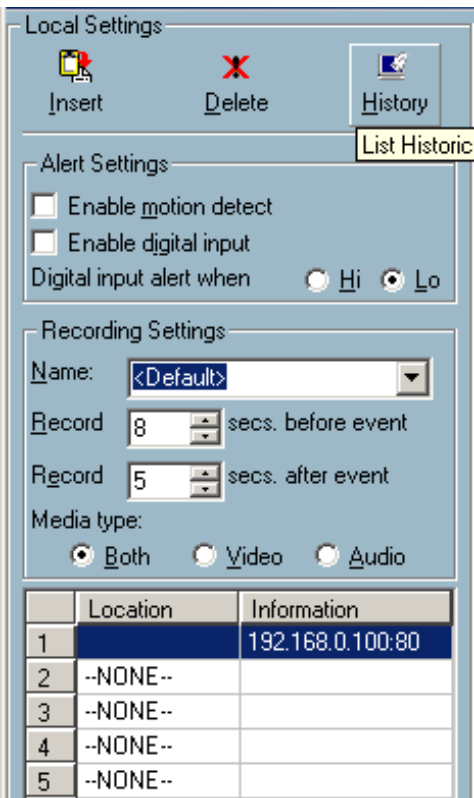 Local Settings
Insert Delete History
List Historic
Alert Settings
Enable motion detect
Enable digital input
Digital input alert when Hi Lo
Recording Settings
Name: <Default>
Record 8 secs. before event
Record 5 secs. after event
Media type:
Both Video Audio
Location Information
1 192.168.0.100:80
2 --NONE--
3 --NONE--
4 --NONE--
5 --NONE--